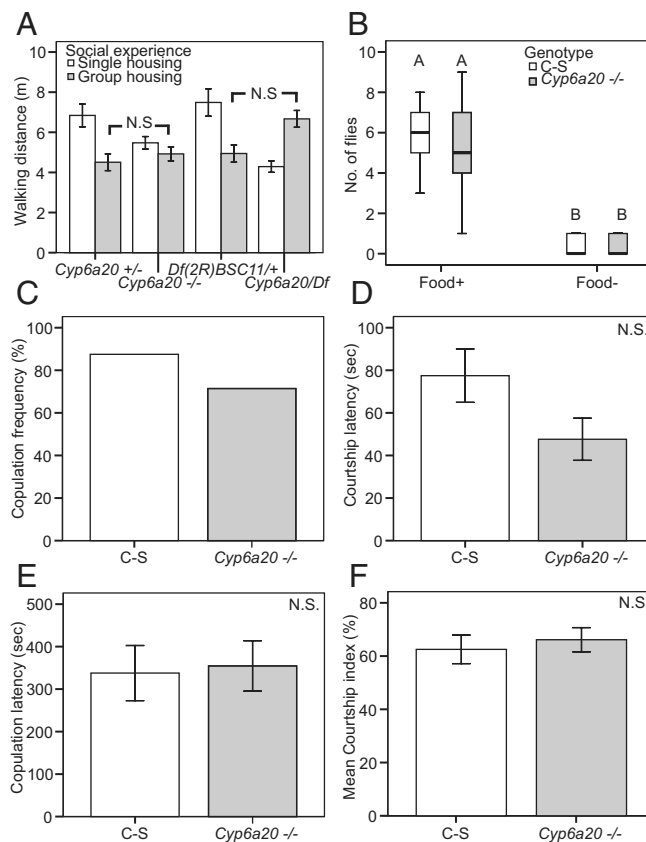 A
Social experience
Single housing
Group housing
N.S
N.S
10
8
6
4
2
0
Walking distance (m)
Cyp6a20 +/-
Cyp6a20 -/-
Df(2R)BSC11/+
Cyp6a20/Df
B
Genotype
C-S
Cyp6a20 -/-
A
A
B
B
10
8
6
4
2
0
No. of flies
Food+
Food-
C
100
80
60
40
20
0
Copulation frequency (%)
C-S
Cyp6a20 -/-
D
N.S.
100
80
60
40
20
0
Courtship latency (sec)
C-S
Cyp6a20 -/-
E
N.S.
500
400
300
200
100
0
Copulation latency (sec)
C-S
Cyp6a20 -/-
F
N.S
80
60
40
20
0
Mean Courtship index (%)
C-S
Cyp6a20 -/-